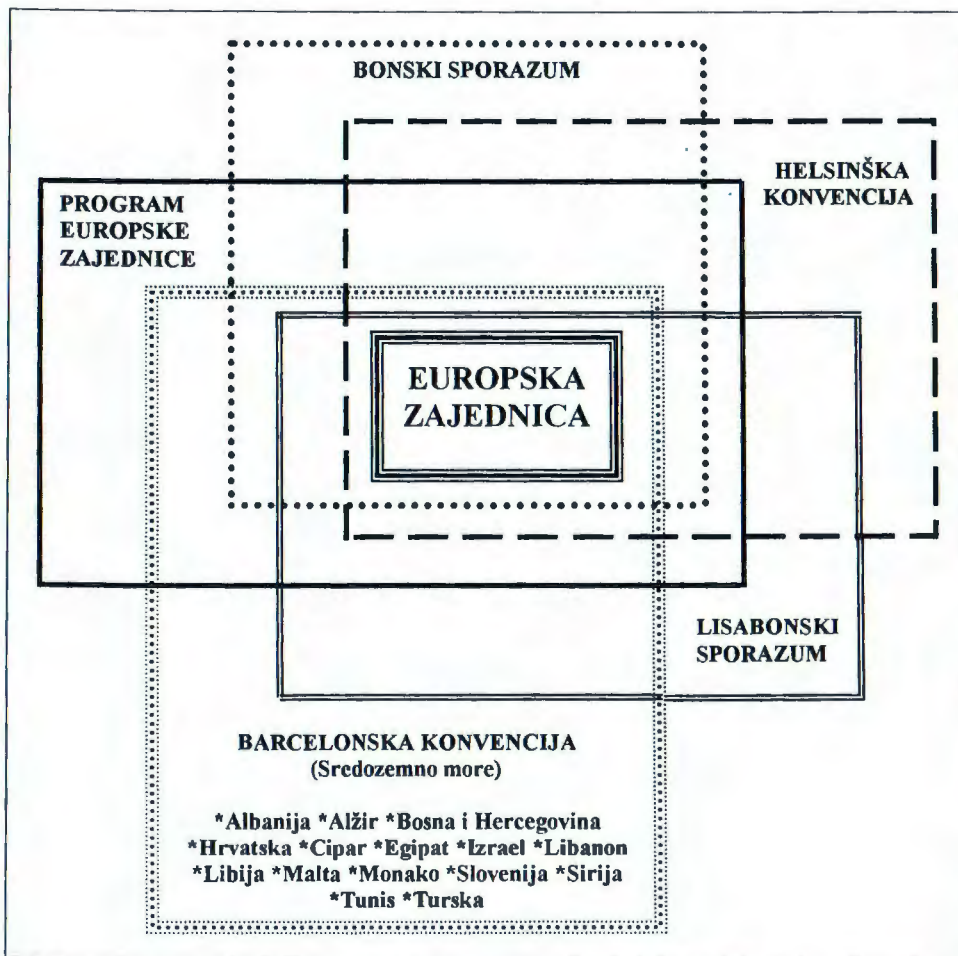 BONSKI SPORAZUM
HELSINŠKA
KONVENCIJA
PROGRAM
EUROPSKE
ZAJEDNICE
EUROPSKA
ZAJEDNICA
LISABONSKI
SPORAZUM
BARCELONSKA KONVENCIJA
(Sredozemno more)
*Albanija *Alžir *Bosna i Hercegovina
*Hrvatska *Cipar *Egipat *Izrael *Libanon
*Libija *Malta *Monako *Slovenija *Sirija
*Tunis *Turska